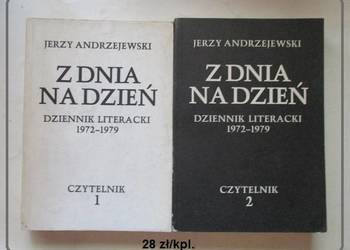 JERZY ANDRZEJEWSKI
Z DNIA
NA DZIEŃ
DZIENNIK LITERACKI
1972-1979
CZYTELNIK
1
JERZY ANDRZEJEWSKI
Z DNIA
NA DZIEŃ
DZIENNIK LITERACKI
1972-1979
CZYTELNIK
2
28 zł/kpl.